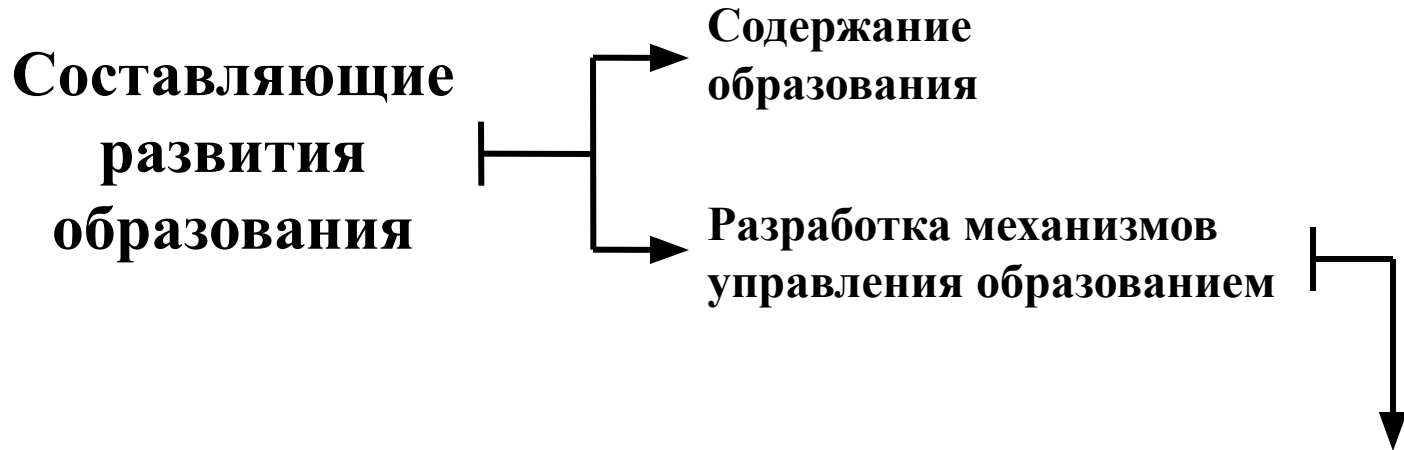 Составляющие
развития
образования
Содержание
образования
Разработка механизмов
управления образованием